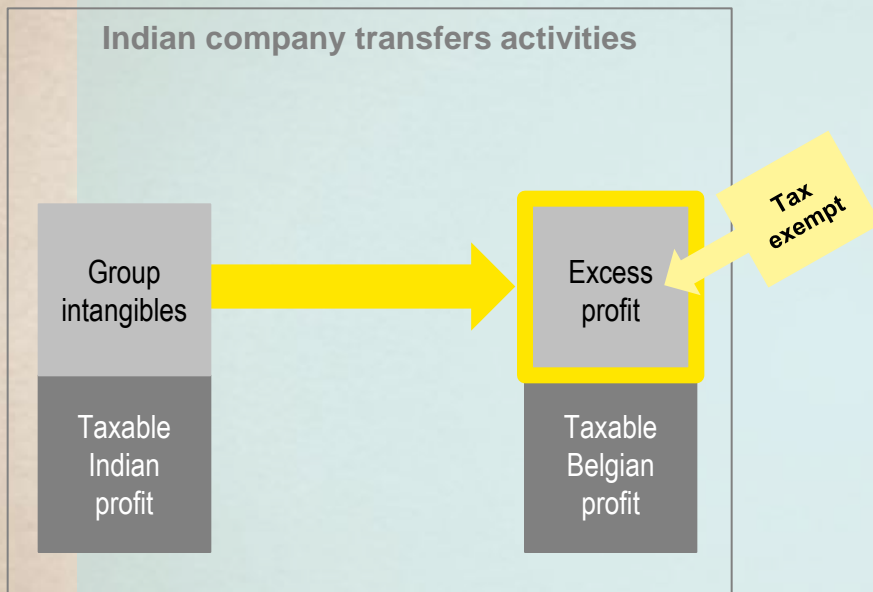 Indian company transfers activities
Tax
exempt
Group
intangibles
Excess
profit
Taxable
Indian
profit
Taxable
Belgian
profit